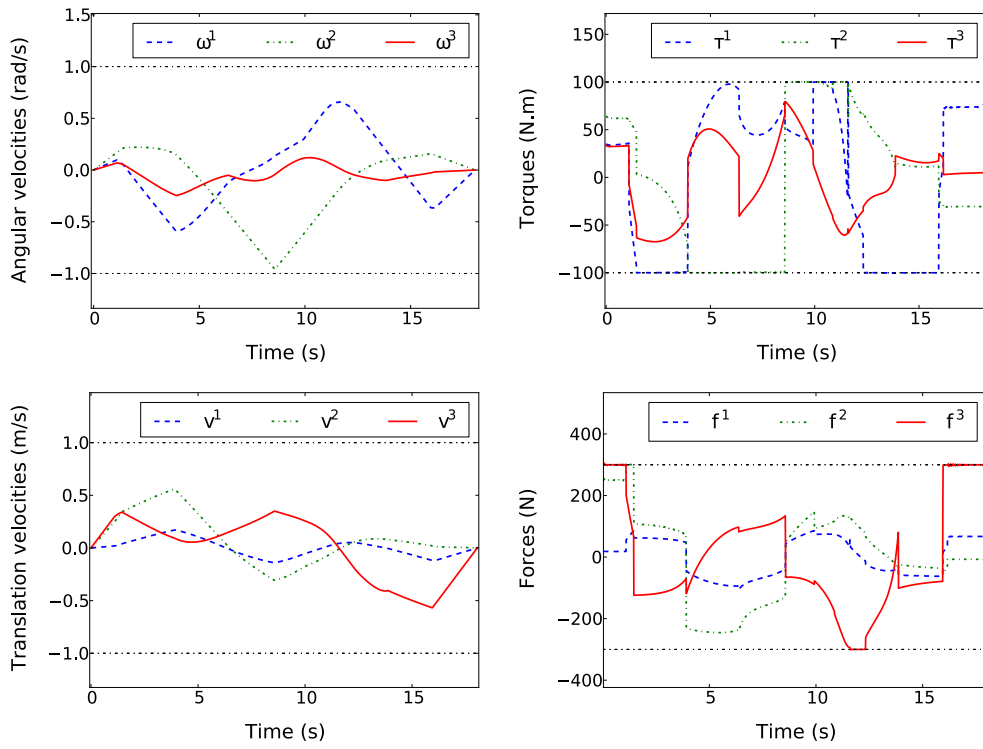 Angular velocities (rad/s)
1.5
1.0
0.5
0.0
−0.5
−1.0
ω¹ ω² ω³
0 5 10 15
Time (s)
Torques (N.m)
150
100
50
0
−50
−100
τ¹ τ² τ³
0 5 10 15
Time (s)
Translation velocities (m/s)
1.0
0.5
0.0
−0.5
−1.0
v¹ v² v³
0 5 10 15
Time (s)
Forces (N)
400
200
0
−200
−400
f¹ f² f³
5 10 15
Time (s)